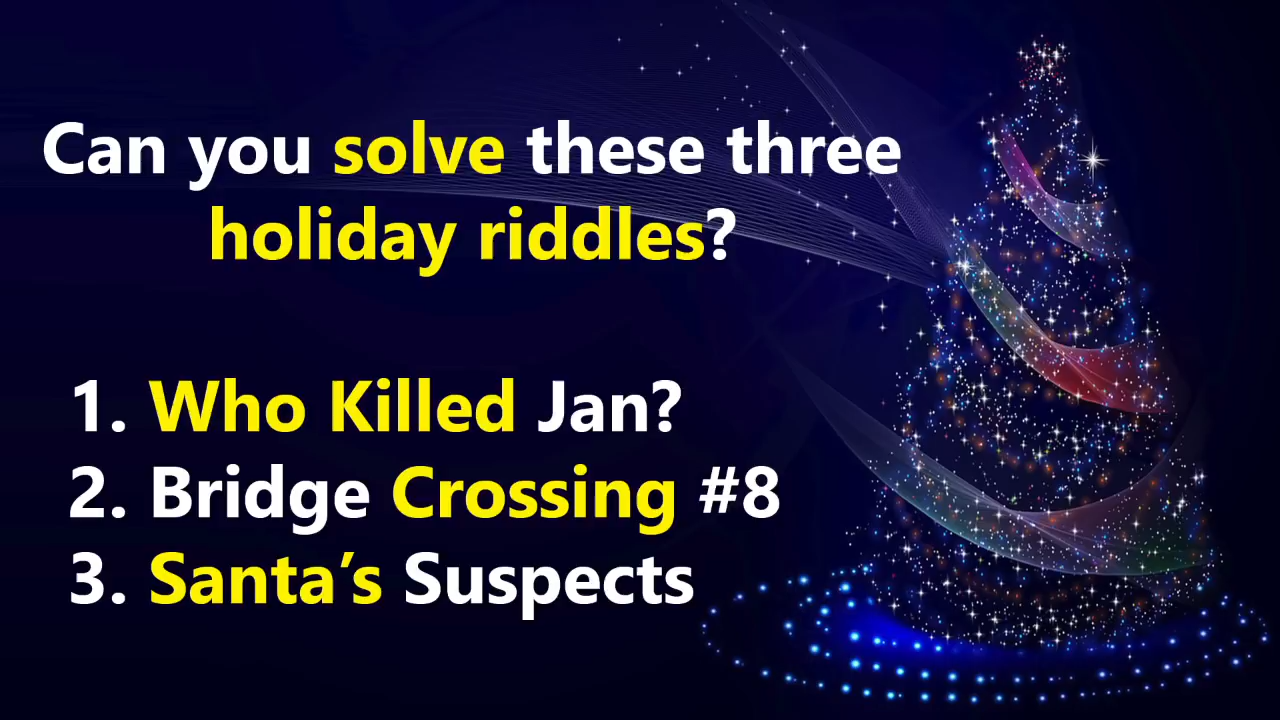 Can you solve these three
holiday riddles?
1. Who Killed Jan?
2. Bridge Crossing #8
3. Santa’s Suspects